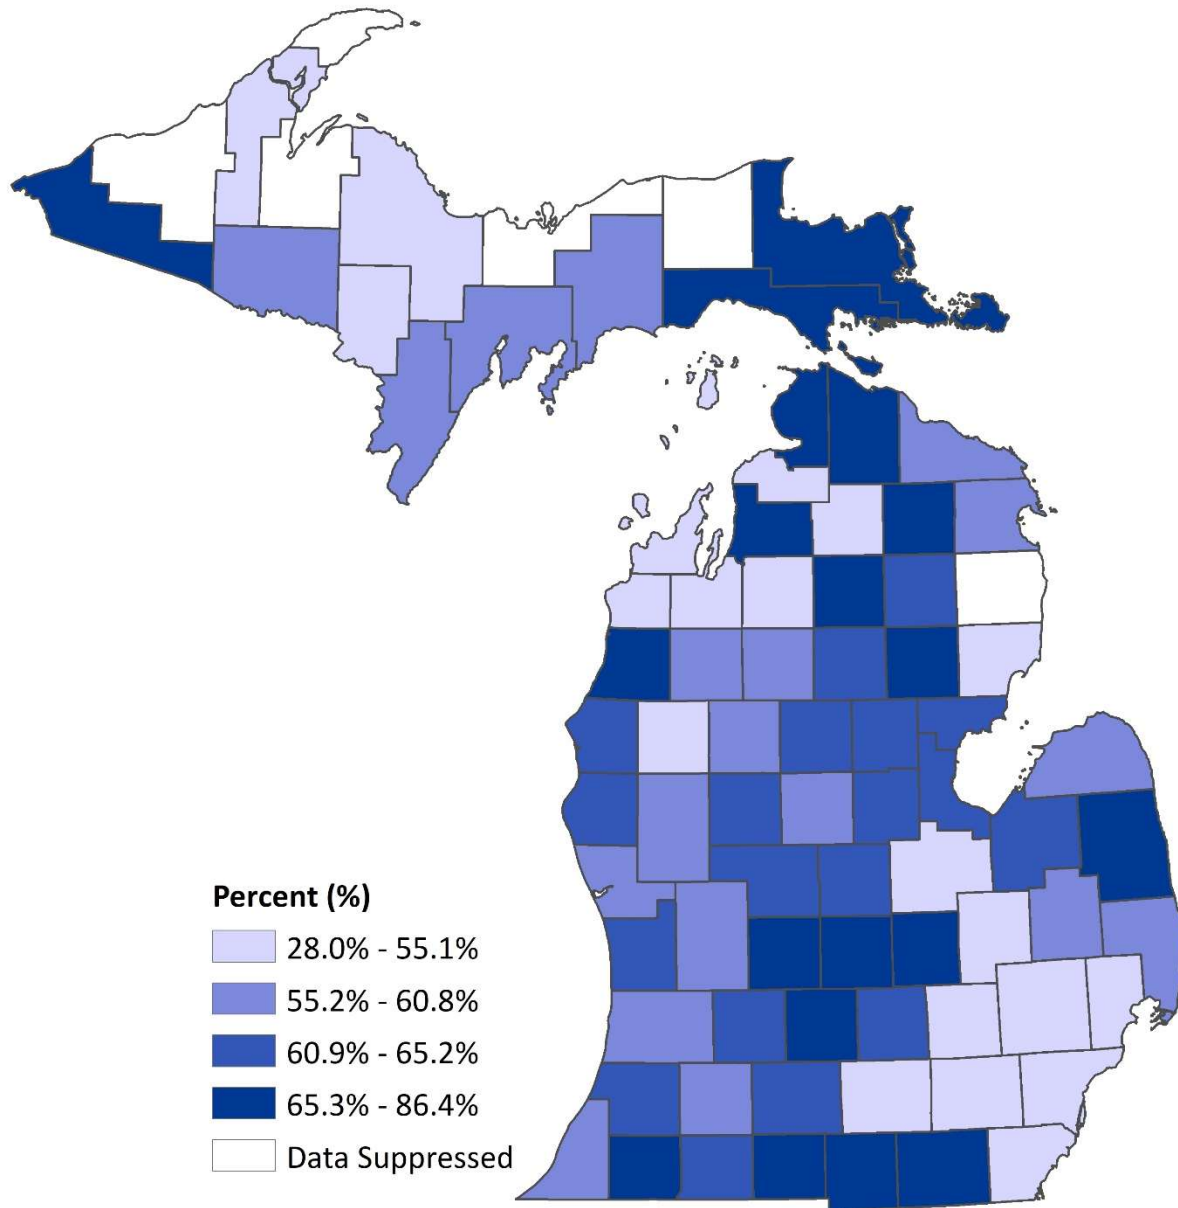 Percent (%)
28.0% - 55.1%
55.2% - 60.8%
60.9% - 65.2%
65.3% - 86.4%
Data Suppressed